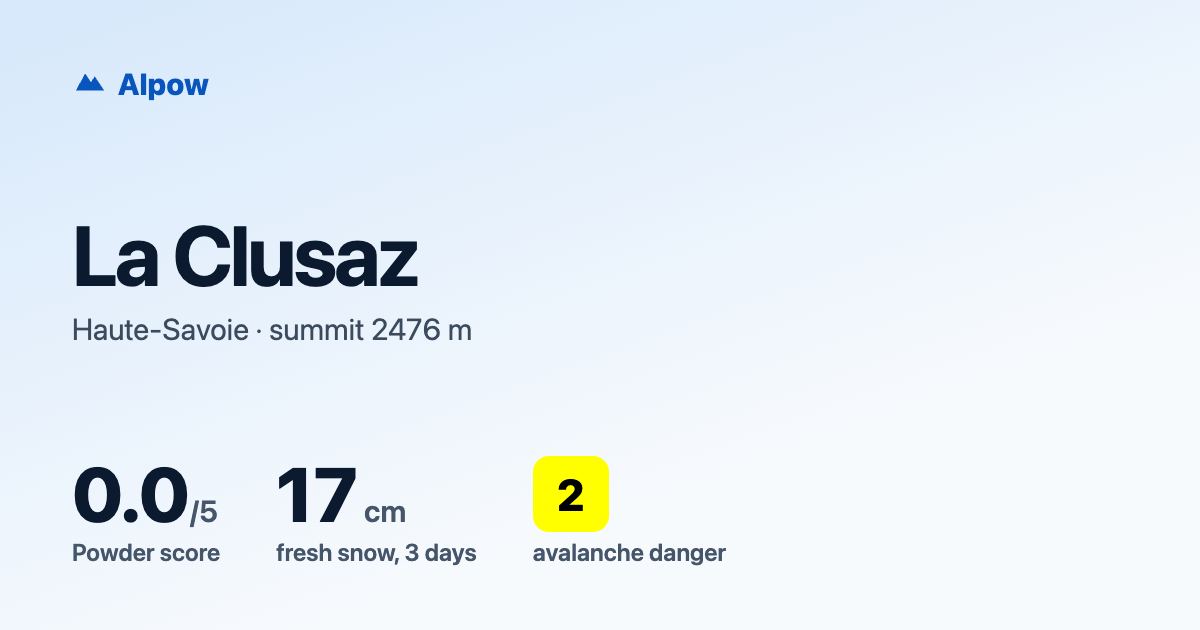 Alpow
La Clusaz
Haute-Savoie · summit 2476 m
0.0/5 17 cm 2
Powder score fresh snow, 3 days avalanche danger